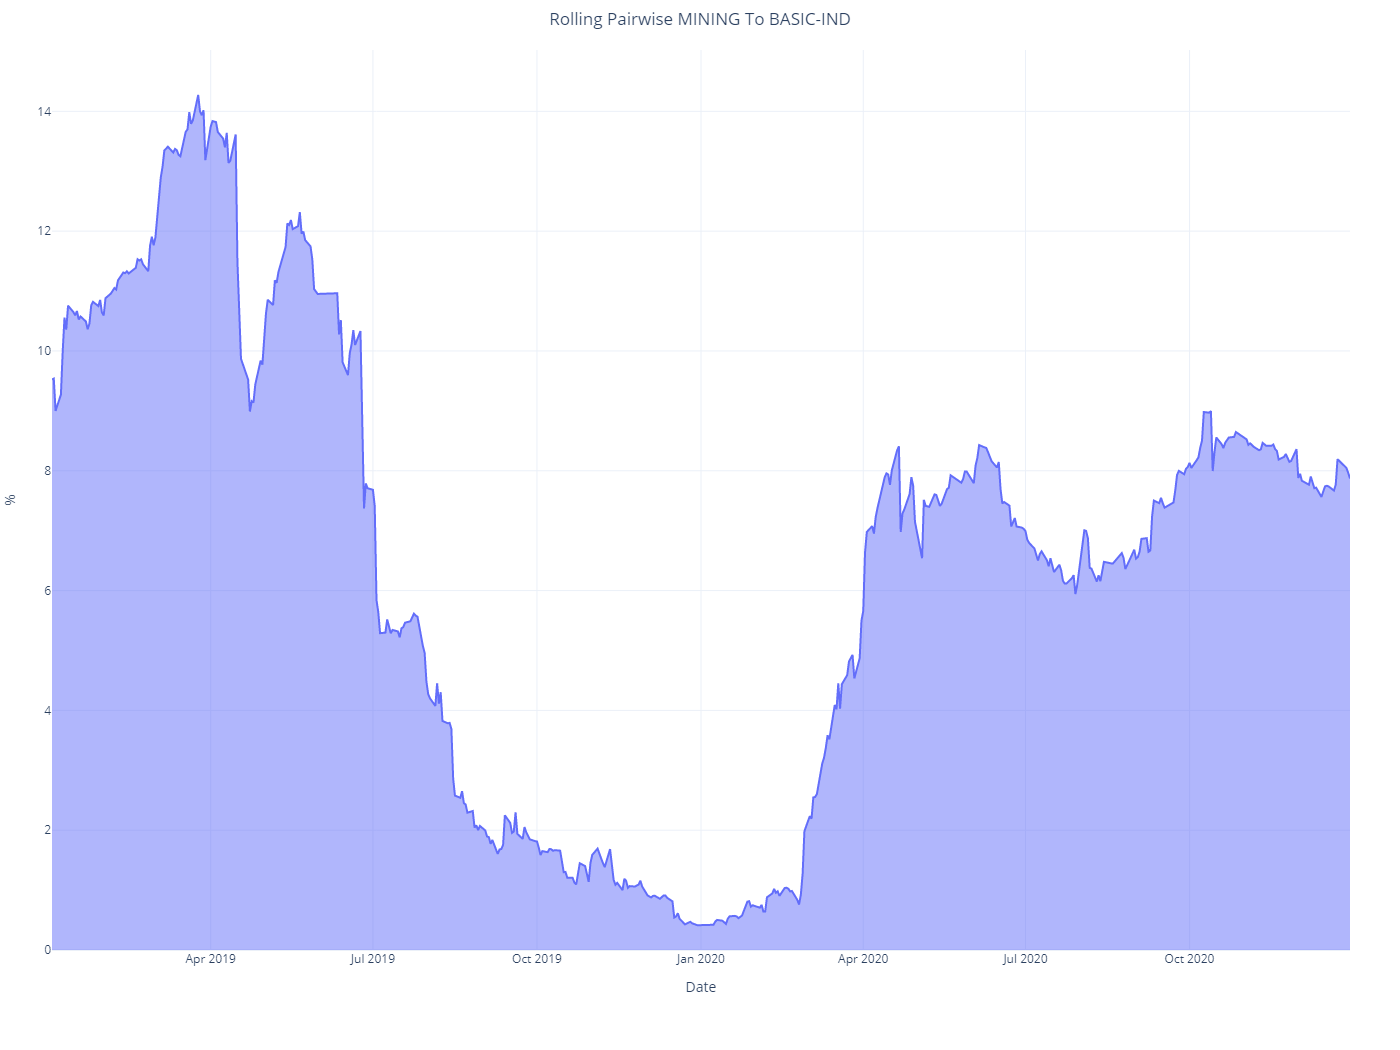 Rolling Pairwise MINING To BASIC-IND
14
12
10
8
6
4
2
0
%
Apr 2019
Jul 2019
Oct 2019
Jan 2020
Apr 2020
Jul 2020
Oct 2020
Date